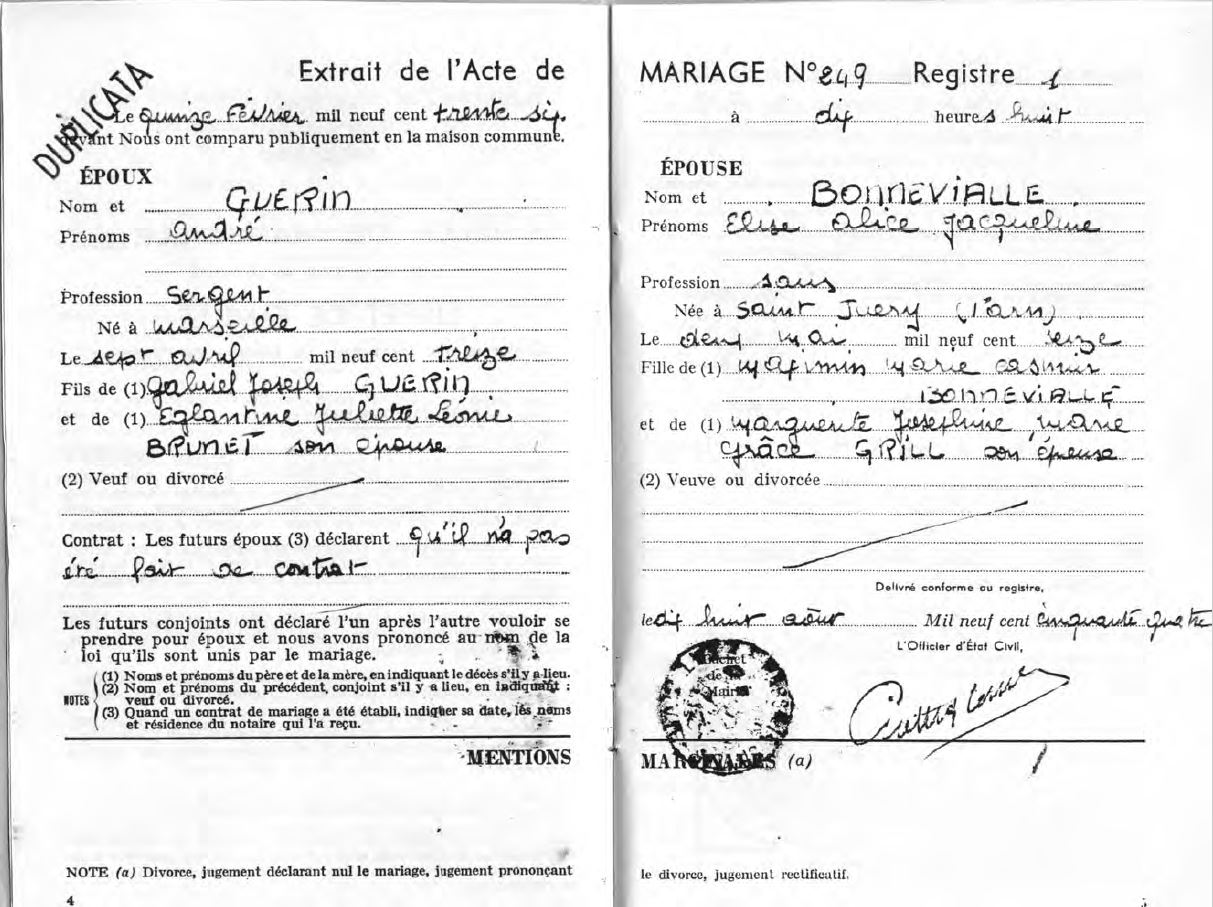 DUPLICATA
Extrait de l'Acte de
Le quinze Février mil neuf cent trente sip.
devant Nous ont comparu publiquement en la maison commune.
ÉPOUX
Nom et GUERIN
Prénoms André
Profession Sergent
Né à Marseille
Le sept avril mil neuf cent treize
Fils de (1) Gabriel Joseph GUERIN
et de (1) Eglantine Juliette Léonie
BRUNET son épouse
(2) Veuf ou divorcé
Contrat : Les futurs époux (3) déclarent qu'il n'a pas
été fait de contrat
Les futurs conjoints ont déclaré l'un après l'autre vouloir se
prendre pour époux et nous avons prononcé au nom de la
loi qu'ils sont unis par le mariage.
NOTES
(1) Noms et prénoms du père et de la mère, en indiquant le décès s'il y a lieu.
(2) Nom et prénoms du précédent, conjoint s'il y a lieu, en indiquant :
veuf ou divorcé.
(3) Quand un contrat de mariage a été établi, indiquer sa date, les noms
et résidence du notaire qui l'a reçu.
MENTIONS
NOTE (a) Divorce, jugement déclarant nul le mariage, jugement prononçant
4
MARIAGE N° 249 Registre 1
à dix heures huit
ÉPOUSE
Nom et BONNEVIALLE
Prénoms Elise Alice Jacqueline
Profession sans
Née à Saint Juery (Tarn)
Le deux Mai mil neuf cent seize
Fille de (1) Maximin Marie Casimir
BONNEVIALLE
et de (1) Marguerite Joséphine Marie
Grâce GRILL son épouse
(2) Veuve ou divorcée
Delivré conforme au registre,
le dix huit août Mil neuf cent cinquante quatre
L'Officier d'État Civil,
Cachet
de la
Mairie
MARGINALES (a)
le divorce, jugement rectificatif.